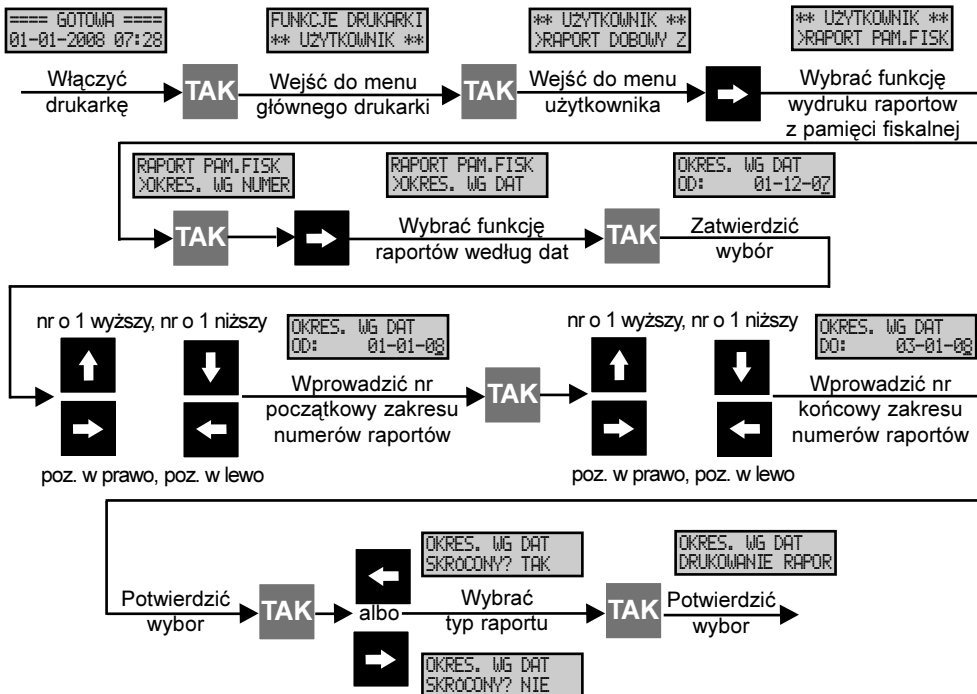 ==== GOTOWA ====
01-01-2008 07:28
FUNKCJE DRUKARKI
** UŻYTKOWNIK **
** UŻYTKOWNIK **
>RAPORT DOBOWY Z
** UŻYTKOWNIK **
>RAPORT PAM.FISK
Włączyć
drukarkę
TAK
Wejść do menu
głównego drukarki
TAK
Wejść do menu
użytkownika
Wybrać funkcję
wydruku raportow
z pamięci fiskalnej
RAPORT PAM.FISK
>OKRES. WG NUMER
RAPORT PAM.FISK
>OKRES. WG DAT
OKRES. WG DAT
OD: 01-12-07
TAK
Wybrać funkcję
raportów według dat
TAK
Zatwierdzić
wybór
nr o 1 wyższy, nr o 1 niższy
OKRES. WG DAT
OD: 01-01-08
nr o 1 wyższy, nr o 1 niższy
OKRES. WG DAT
DO: 03-01-08
Wprowadzić nr
początkowy zakresu
numerów raportów
TAK
Wprowadzić nr
końcowy zakresu
numerów raportów
poz. w prawo, poz. w lewo
poz. w prawo, poz. w lewo
OKRES. WG DAT
SKRÓCONY? TAK
OKRES. WG DAT
DRUKOWANIE RAPOR
Potwierdzić
wybor
TAK
albo
Wybrać
typ raportu
TAK
Potwierdzić
wybor
OKRES. WG DAT
SKRÓCONY? NIE